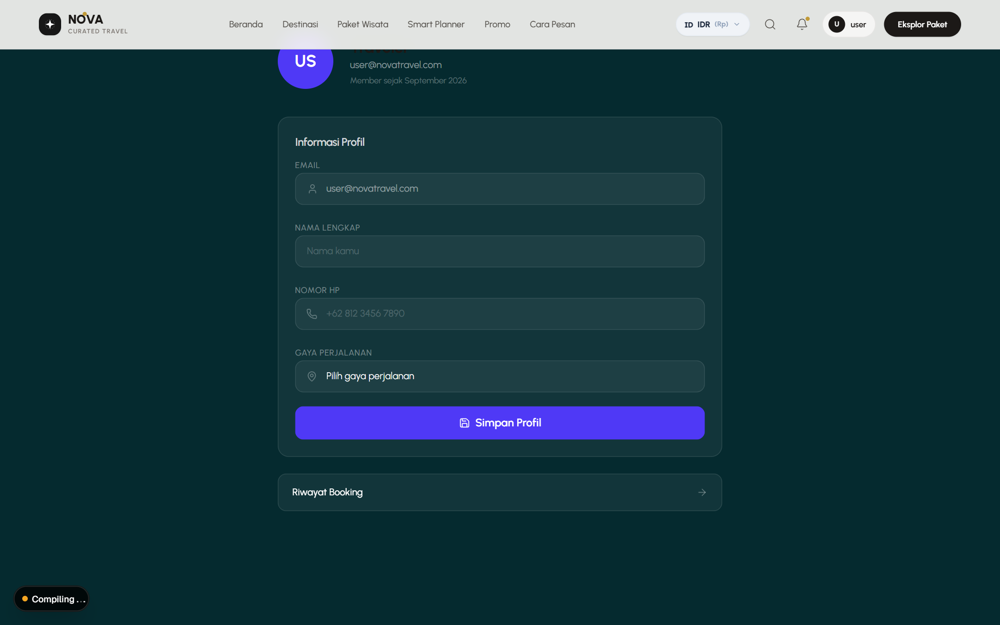 NOVA
CURATED TRAVEL
Beranda
Destinasi
Paket Wisata
Smart Planner
Promo
Cara Pesan
ID IDR (Rp)
U
user
Eksplor Paket
US
user@novatravel.com
Member sejak September 2026
Informasi Profil
EMAIL
user@novatravel.com
NAMA LENGKAP
Nama kamu
NOMOR HP
+62 812 3456 7890
GAYA PERJALANAN
Pilih gaya perjalanan
Simpan Profil
Riwayat Booking
Compiling ...